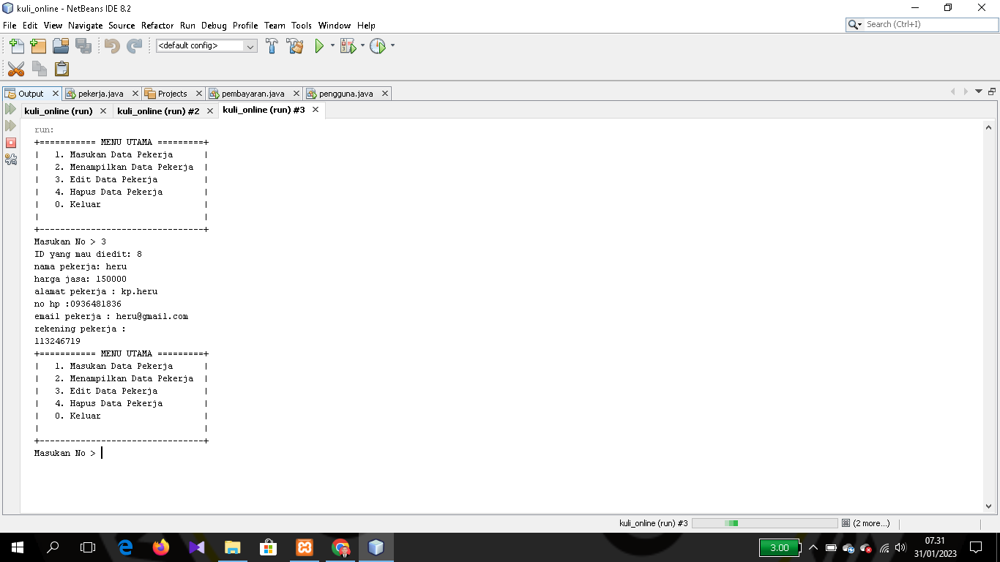 kuli_online - NetBeans IDE 8.2
File Edit View Navigate Source Refactor Run Debug Profile Team Tools Window Help
Search (Ctrl+I)
<default config>
Output pekerja.java Projects pembayaran.java pengguna.java
kuli_online (run) kuli_online (run) #2 kuli_online (run) #3
run:
+=========== MENU UTAMA =========+
|   1. Masukan Data Pekerja      |
|   2. Menampilkan Data Pekerja  |
|   3. Edit Data Pekerja         |
|   4. Hapus Data Pekerja        |
|   0. Keluar                    |
|                                |
+--------------------------------+
Masukan No > 3
ID yang mau diedit: 8
nama pekerja: heru
harga jasa: 150000
alamat pekerja : kp.heru
no hp :0936481836
email pekerja : heru@gmail.com
rekening pekerja :
113246719
+=========== MENU UTAMA =========+
|   1. Masukan Data Pekerja      |
|   2. Menampilkan Data Pekerja  |
|   3. Edit Data Pekerja         |
|   4. Hapus Data Pekerja        |
|   0. Keluar                    |
|                                |
+--------------------------------+
Masukan No >
kuli_online (run) #3 (2 more...)
3.00
07.31
31/01/2023